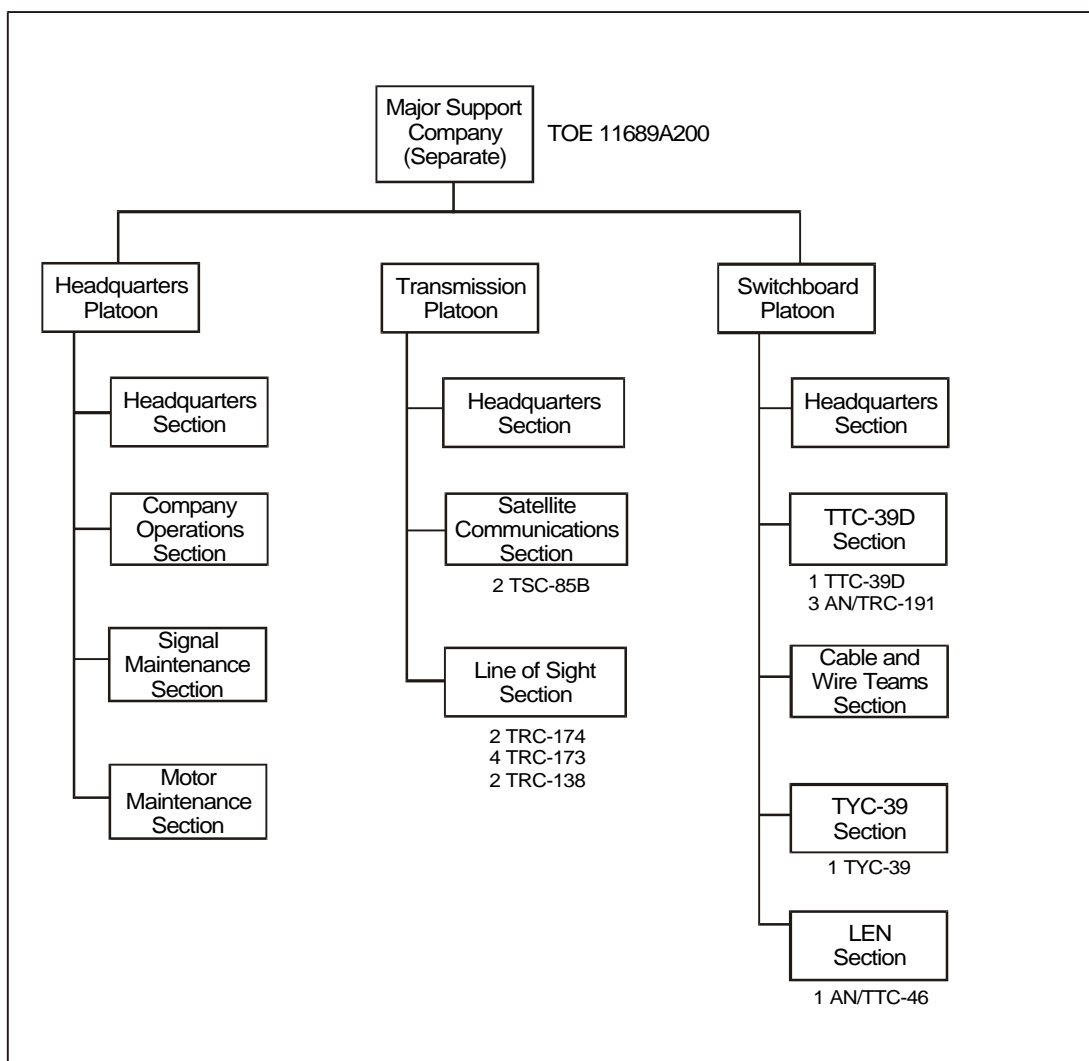 Major Support
Company
(Separate)
TOE 11689A200
Headquarters
Platoon
Headquarters
Section
Company
Operations
Section
Signal
Maintenance
Section
Motor
Maintenance
Section
Transmission
Platoon
Headquarters
Section
Satellite
Communications
Section
2 TSC-85B
Line of Sight
Section
2 TRC-174
4 TRC-173
2 TRC-138
Switchboard
Platoon
Headquarters
Section
TTC-39D
Section
1 TTC-39D
3 AN/TRC-191
Cable and
Wire Teams
Section
TYC-39
Section
1 TYC-39
LEN
Section
1 AN/TTC-46